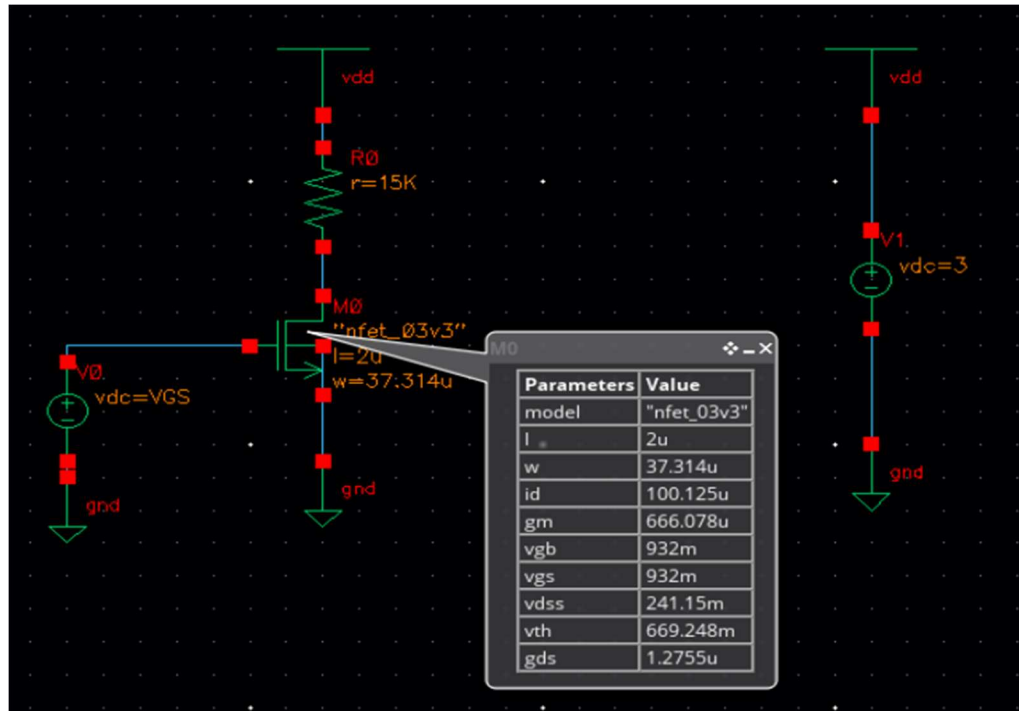 vdd
R0
r=15K
M0
"nfet_03v3"
l=2u
w=37.314u
V0
vdc=VGS
gnd
gnd
vdd
V1
vdc=3
gnd
M0
Parameters Value
model "nfet_03v3"
l 2u
w 37.314u
id 100.125u
gm 666.078u
vgb 932m
vgs 932m
vdss 241.15m
vth 669.248m
gds 1.2755u